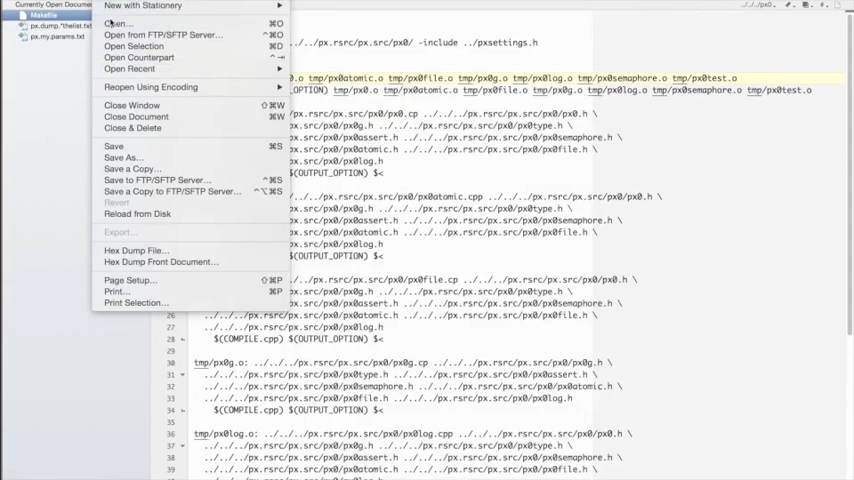 Currently Open Documen
Makefile
px.dump.*thelist.txt
px.my.params.txt
New with Stationery
Open... ⌘O
Open from FTP/SFTP Server... ^⌘O
Open Selection ⌘D
Open Counterpart
Open Recent
Reopen Using Encoding
Close Window ⇧⌘W
Close Document ⌘W
Close & Delete
Save ⌘S
Save As...
Save a Copy...
Save to FTP/SFTP Server... ^⌘S
Save a Copy to FTP/SFTP Server... ^⌥⌘S
Revert
Reload from Disk
Export...
Hex Dump File...
Hex Dump Front Document...
Page Setup... ⇧⌘P
Print... ⌘P
Print Selection...
../../../px0
px.rsrc/px.src/px0/ -include ../pxsettings.h
0.o tmp/px0atomic.o tmp/px0file.o tmp/px0g.o tmp/px0log.o tmp/px0semaphore.o tmp/px0test.o
OPTION) tmp/px0.o tmp/px0atomic.o tmp/px0file.o tmp/px0g.o tmp/px0log.o tmp/px0semaphore.o tmp/px0test.o
px.rsrc/px.src/px0/px0.cp ../../../px.rsrc/px.src/px0/px0.h \
px.src/px0/px0g.h ../../../px.rsrc/px.src/px0/px0type.h \
px.src/px0/px0assert.h ../../../px.rsrc/px.src/px0/px0semaphore.h \
px.src/px0/px0atomic.h ../../../px.rsrc/px.src/px0/px0file.h \
px.src/px0/px0log.h
$(OUTPUT_OPTION) $<
px.rsrc/px.src/px0/px0atomic.cpp ../../../px.rsrc/px.src/px0/px0.h \
px.src/px0/px0g.h ../../../px.rsrc/px.src/px0/px0type.h \
px.src/px0/px0assert.h ../../../px.rsrc/px.src/px0/px0semaphore.h \
px.src/px0/px0atomic.h ../../../px.rsrc/px.src/px0/px0file.h \
px.src/px0/px0log.h
$(OUTPUT_OPTION) $<
px.rsrc/px.src/px0/px0file.cp ../../../px.rsrc/px.src/px0/px0.h \
px.src/px0/px0g.h ../../../px.rsrc/px.src/px0/px0type.h \
px.src/px0/px0assert.h ../../../px.rsrc/px.src/px0/px0semaphore.h \
26 ../../../px.rsrc/px.src/px0/px0atomic.h ../../../px.rsrc/px.src/px0/px0file.h \
27 ../../../px.rsrc/px.src/px0/px0log.h
28 $(COMPILE.cpp) $(OUTPUT_OPTION) $<
29
30 tmp/px0g.o: ../../../px.rsrc/px.src/px0/px0g.cp ../../../px.rsrc/px.src/px0/px0g.h \
31 ../../../px.rsrc/px.src/px0/px0type.h ../../../px.rsrc/px.src/px0/px0assert.h \
32 ../../../px.rsrc/px.src/px0/px0semaphore.h ../../../px.rsrc/px.src/px0/px0atomic.h \
33 ../../../px.rsrc/px.src/px0/px0file.h ../../../px.rsrc/px.src/px0/px0log.h
34 $(COMPILE.cpp) $(OUTPUT_OPTION) $<
35
36 tmp/px0log.o: ../../../px.rsrc/px.src/px0/px0log.cpp ../../../px.rsrc/px.src/px0/px0.h \
37 ../../../px.rsrc/px.src/px0/px0g.h ../../../px.rsrc/px.src/px0/px0type.h \
38 ../../../px.rsrc/px.src/px0/px0assert.h ../../../px.rsrc/px.src/px0/px0semaphore.h \
39 ../../../px.rsrc/px.src/px0/px0atomic.h ../../../px.rsrc/px.src/px0/px0file.h \